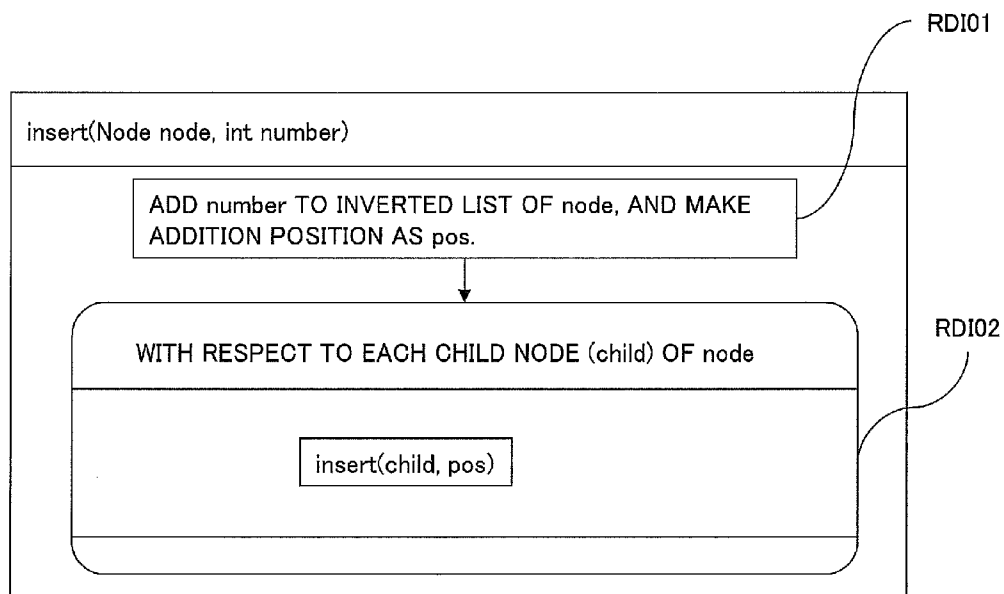 RDI01
insert(Node node, int number)
ADD number TO INVERTED LIST OF node, AND MAKE
ADDITION POSITION AS pos.
RDI02
WITH RESPECT TO EACH CHILD NODE (child) OF node
insert(child, pos)